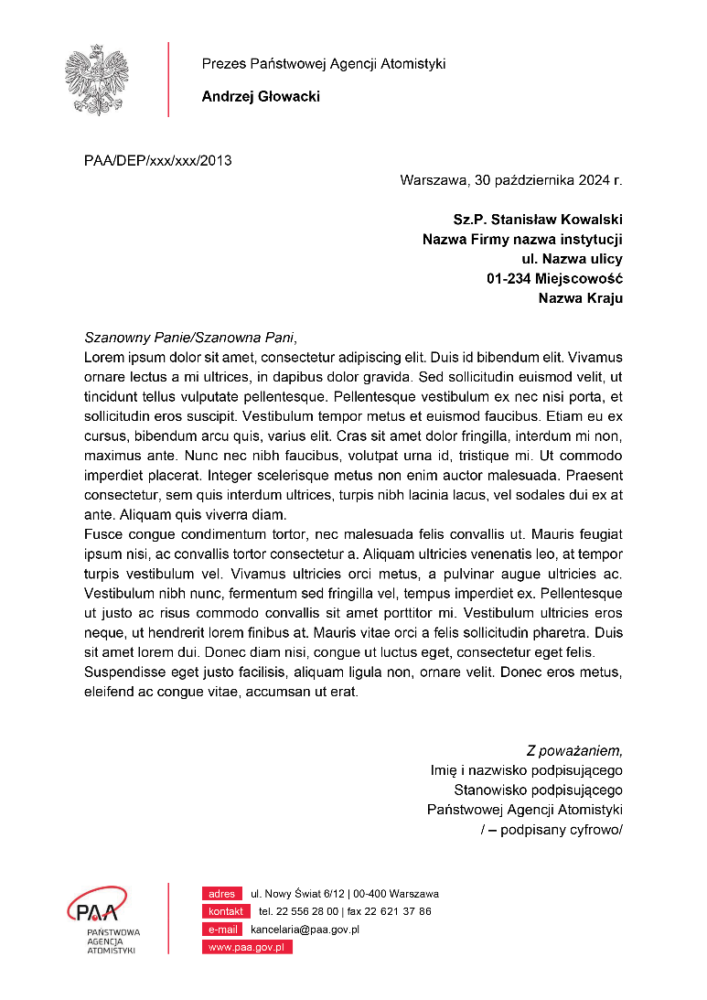 Prezes Państwowej Agencji Atomistyki
Andrzej Głowacki
PAA/DEP/xxx/xxx/2013
Warszawa, 30 października 2024 r.
Sz.P. Stanisław Kowalski
Nazwa Firmy nazwa instytucji
ul. Nazwa ulicy
01-234 Miejscowość
Nazwa Kraju
Szanowny Panie/Szanowna Pani,
Lorem ipsum dolor sit amet, consectetur adipiscing elit. Duis id bibendum elit. Vivamus
ornare lectus a mi ultrices, in dapibus dolor gravida. Sed sollicitudin euismod velit, ut
tincidunt tellus vulputate pellentesque. Pellentesque vestibulum ex nec nisi porta, et
sollicitudin eros suscipit. Vestibulum tempor metus et euismod faucibus. Etiam eu ex
cursus, bibendum arcu quis, varius elit. Cras sit amet dolor fringilla, interdum mi non,
maximus ante. Nunc nec nibh faucibus, volutpat urna id, tristique mi. Ut commodo
imperdiet placerat. Integer scelerisque metus non enim auctor malesuada. Praesent
consectetur, sem quis interdum ultrices, turpis nibh lacinia lacus, vel sodales dui ex at
ante. Aliquam quis viverra diam.
Fusce congue condimentum tortor, nec malesuada felis convallis ut. Mauris feugiat
ipsum nisi, ac convallis tortor consectetur a. Aliquam ultricies venenatis leo, at tempor
turpis vestibulum vel. Vivamus ultricies orci metus, a pulvinar augue ultricies ac.
Vestibulum nibh nunc, fermentum sed fringilla vel, tempus imperdiet ex. Pellentesque
ut justo ac risus commodo convallis sit amet porttitor mi. Vestibulum ultricies eros
neque, ut hendrerit lorem finibus at. Mauris vitae orci a felis sollicitudin pharetra. Duis
sit amet lorem dui. Donec diam nisi, congue ut luctus eget, consectetur eget felis.
Suspendisse eget justo facilisis, aliquam ligula non, ornare velit. Donec eros metus,
eleifend ac congue vitae, accumsan ut erat.
Z poważaniem,
Imię i nazwisko podpisującego
Stanowisko podpisującego
Państwowej Agencji Atomistyki
/ – podpisany cyfrowo/
PAA
PAŃSTWOWA
AGENCJA
ATOMISTYKI
adres ul. Nowy Świat 6/12 | 00-400 Warszawa
kontakt tel. 22 556 28 00 | fax 22 621 37 86
e-mail kancelaria@paa.gov.pl
www.paa.gov.pl